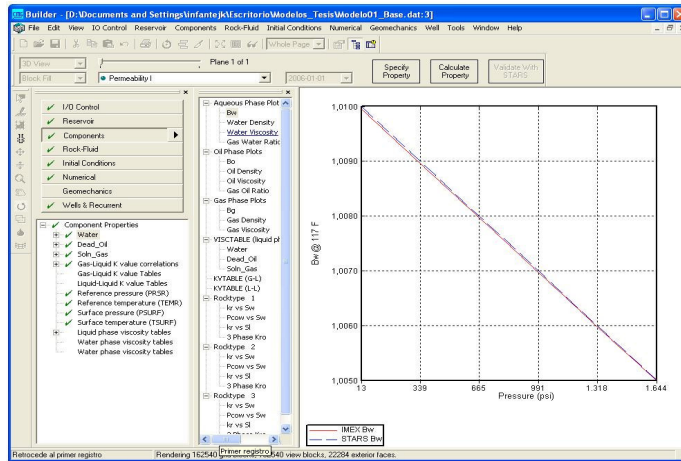 Builder - [D:\Documents and Settings\infantejk\Escritorio\Modelos_Tesis\Modelo01_Base.dat:3]
File Edit View IO Control Reservoir Components Rock-Fluid Initial Conditions Numerical Geomechanics Well Tools Window Help
Whole Page
3D View
Plane 1 of 1
Block Fill
Permeability I
2006-01-01
Specify Property
Calculate Property
Validate With STARS
I/O Control
Reservoir
Components
Rock-Fluid
Initial Conditions
Numerical
Geomechanics
Wells & Recurrent
Component Properties
Water
Dead_Oil
Soln_Gas
Gas-Liquid K value correlations
Gas-Liquid K value Tables
Liquid-Liquid K value Tables
Reference pressure (PRSR)
Reference temperature (TEMR)
Surface pressure (PSURF)
Surface temperature (TSURF)
Liquid phase viscosity tables
Water phase viscosity tables
Water phase viscosity tables
Aqueous Phase Plot
Bw
Water Density
Water Viscosity
Gas Water Ratio
Oil Phase Plots
Bo
Oil Density
Oil Viscosity
Gas Oil Ratio
Gas Phase Plots
Bg
Gas Density
Gas Viscosity
VISCTABLE (liquid ph
Water
Dead_Oil
Soln_Gas
KVTABLE (G-L)
KVTABLE (L-L)
Rocktype 1
kr vs Sw
Pcow vs Sw
kr vs Sl
3 Phase Kro
Rocktype 2
kr vs Sw
Pcow vs Sw
kr vs Sl
3 Phase Kro
Rocktype 3
kr vs Sw
Pcow vs Sw
kr vs Sl
1,0100
1,0090
1,0080
1,0070
1,0060
1,0050
Bw @ 117 F
13 339 665 991 1.318 1.644
Pressure (psi)
IMEX Bw
STARS Bw
Primer registro
Retrocede al primer registro
Rendering 162540 view blocks, 22284 exterior faces.